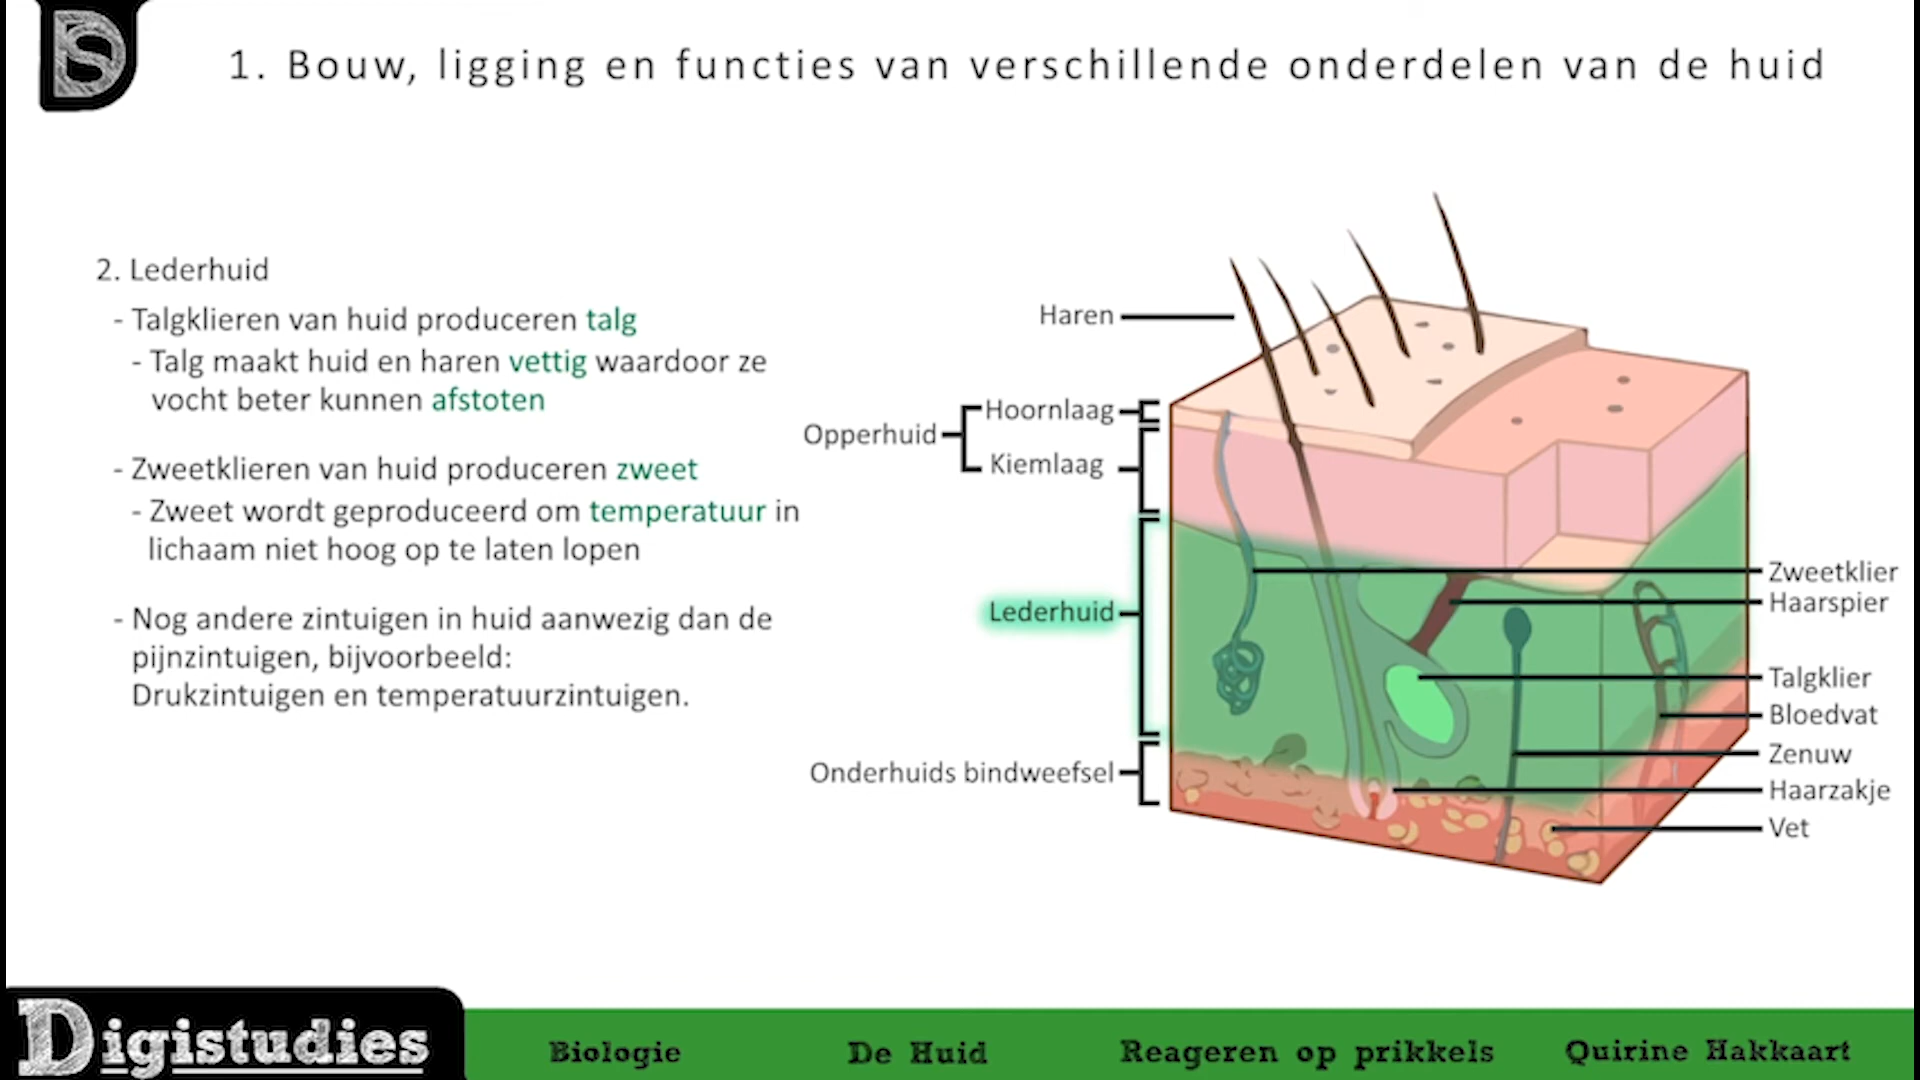 DS
1. Bouw, ligging en functies van verschillende onderdelen van de huid
2. Lederhuid
- Talgklieren van huid produceren talg
- Talg maakt huid en haren vettig waardoor ze
vocht beter kunnen afstoten
- Zweetklieren van huid produceren zweet
- Zweet wordt geproduceerd om temperatuur in
lichaam niet hoog op te laten lopen
- Nog andere zintuigen in huid aanwezig dan de
pijnzintuigen, bijvoorbeeld:
Drukzintuigen en temperatuurzintuigen.
Haren
Hoornlaag
Opperhuid
Kiemlaag
Lederhuid
Onderhuids bindweefsel
Zweetklier
Haarspier
Talgklier
Bloedvat
Zenuw
Haarzakje
Vet
Digistudies
Biologie
De Huid
Reageren op prikkels
Quirine Hakkaart